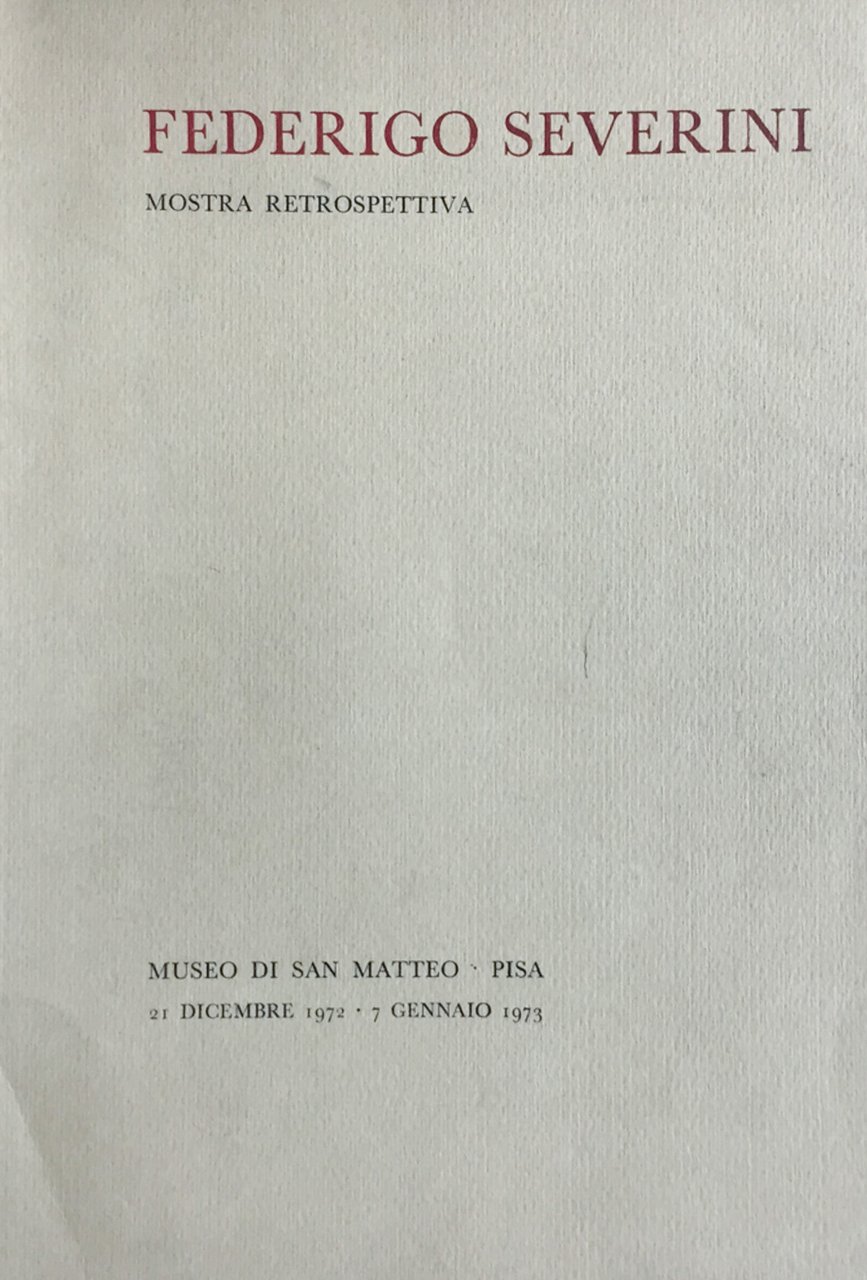 FEDERIGO SEVERINI
MOSTRA RETROSPETTIVA
MUSEO DI SAN MATTEO · PISA
21 DICEMBRE 1972 · 7 GENNAIO 1973